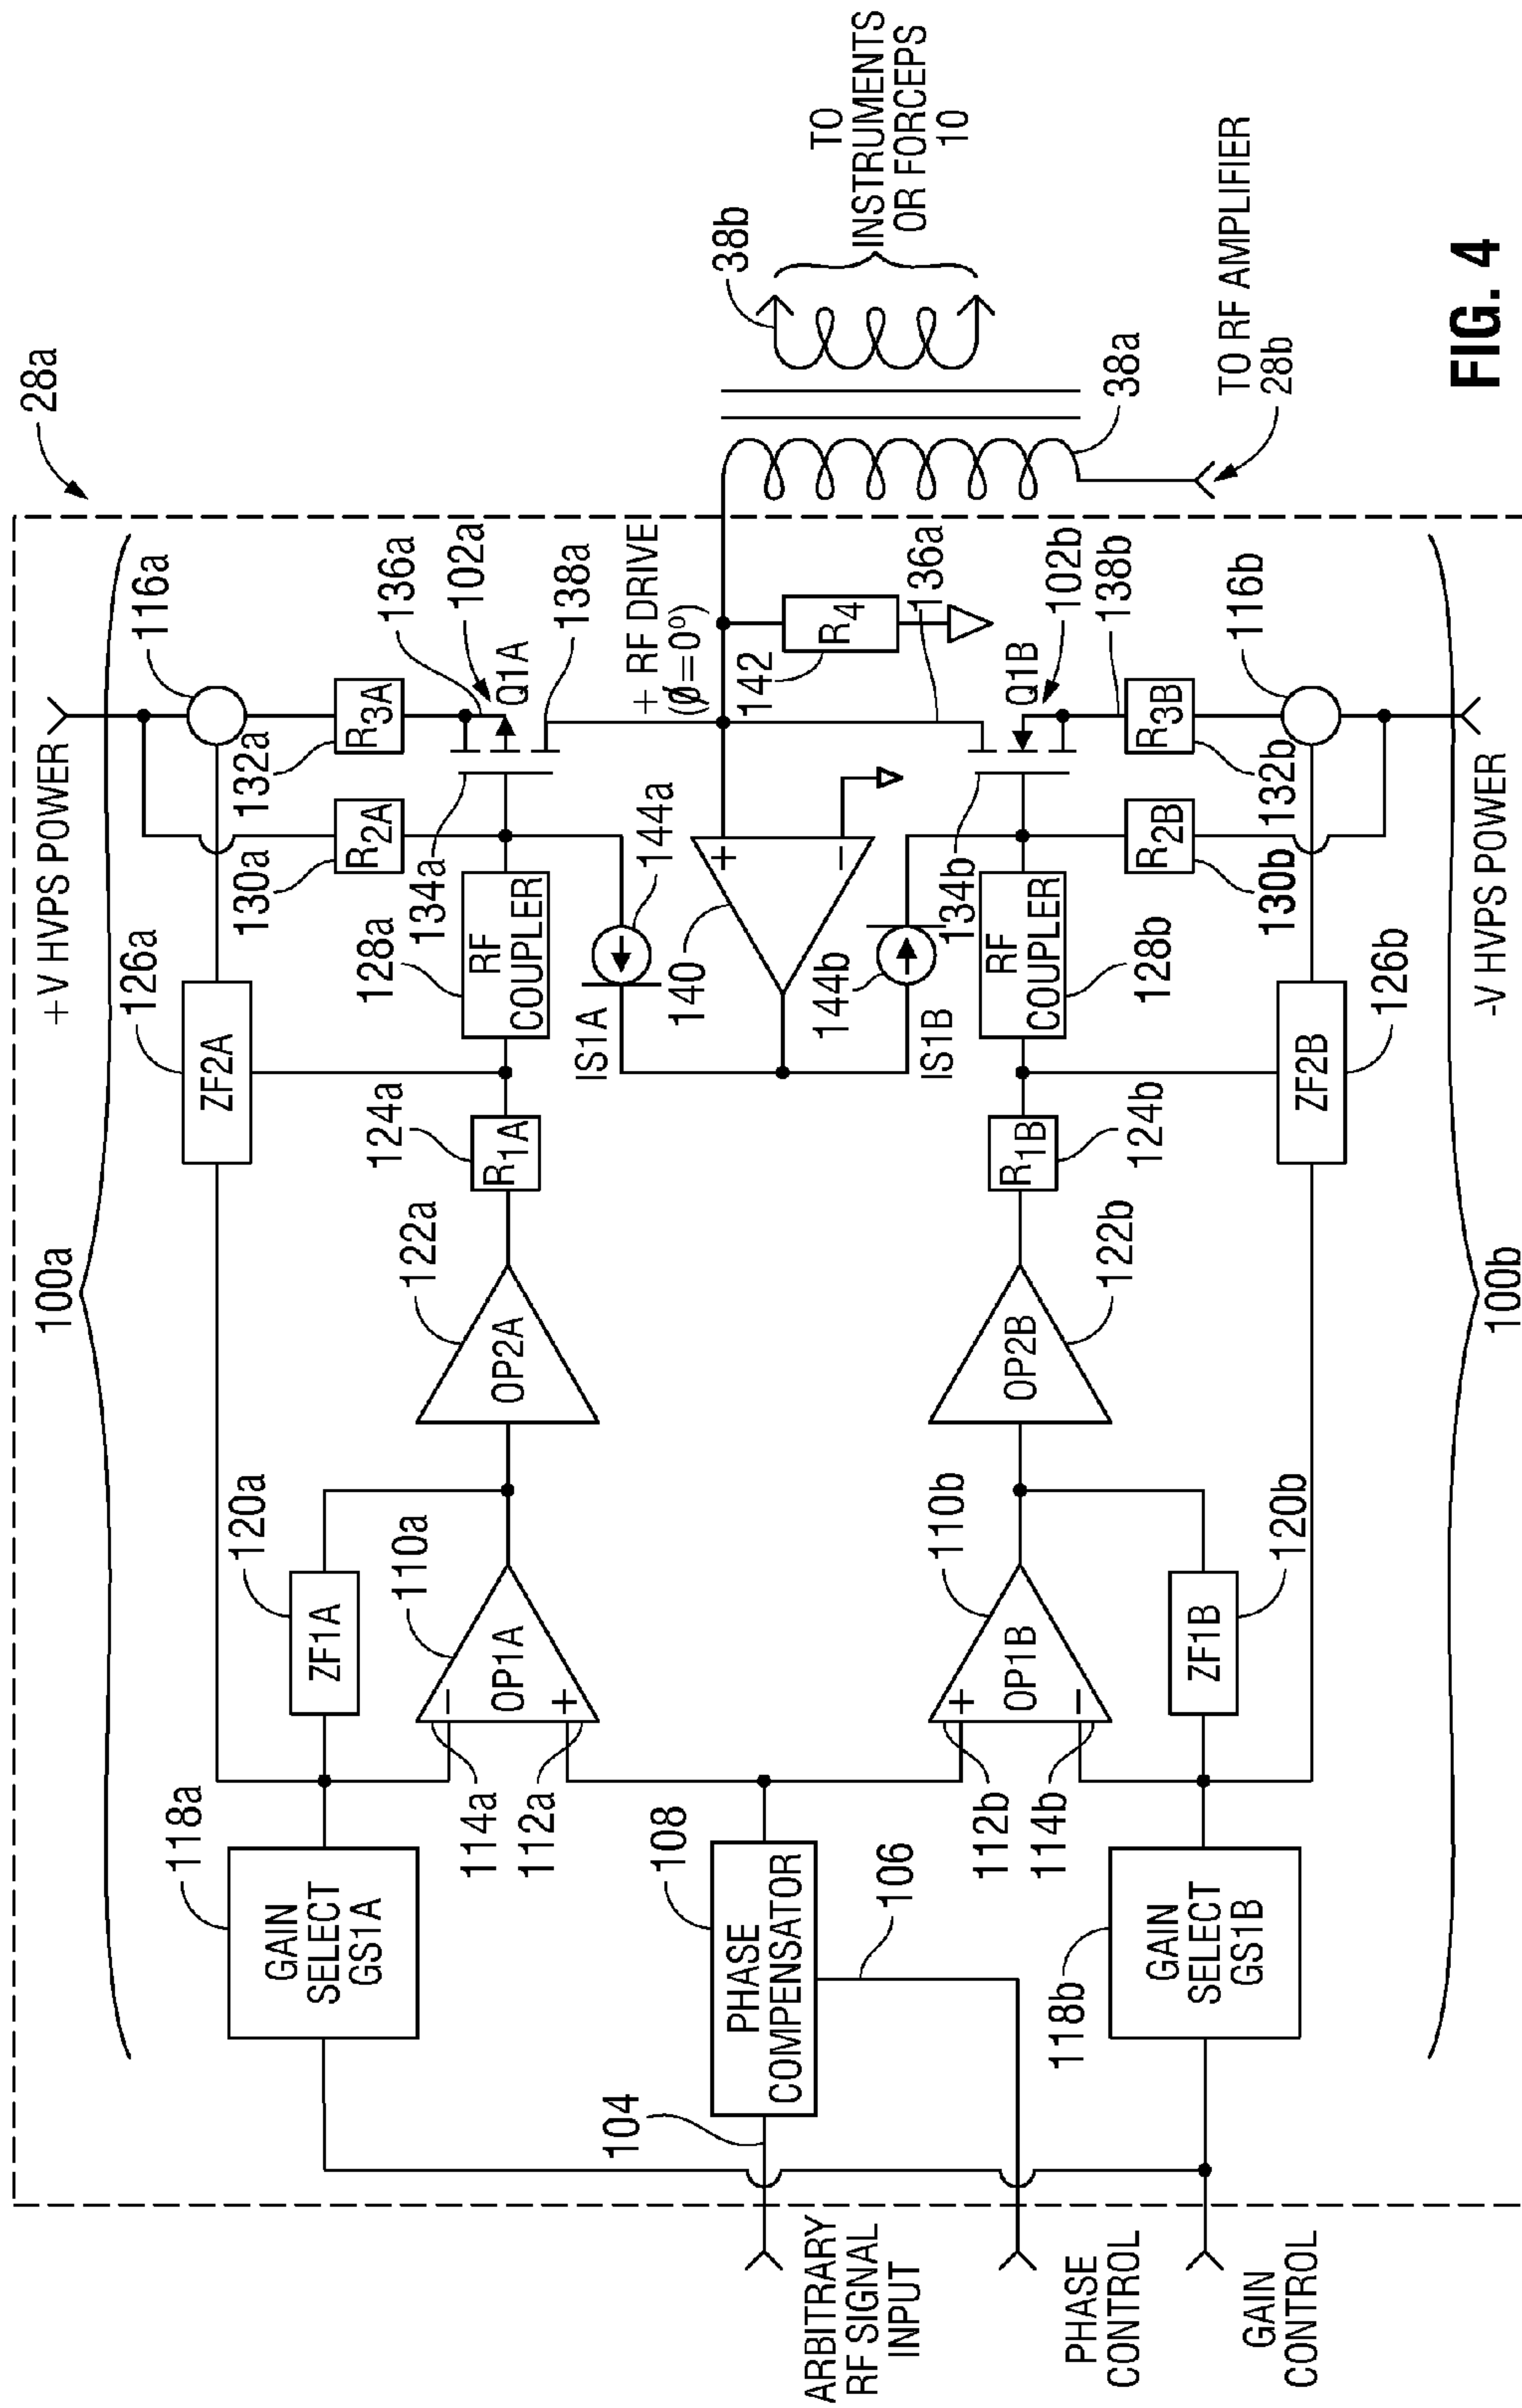 28a
100a
+V HVPS POWER
126a
ZF2A
116a
118a
GAIN
SELECT
GS1A
120a
ZF1A
130a
R2A
132a
R3A
136a
102a
Q1A
138a
134a
114a
112a
−
+
OP1A
110a
OP2A
122a
124a
R1A
128a
RF
COUPLER
IS1A
144a
+ RF DRIVE
(ø=0º)
38b
TO
INSTRUMENTS
OR FORCEPS
10
104
ARBITRARY
RF SIGNAL
INPUT
108
PHASE
COMPENSATOR
106
PHASE
CONTROL
140
+
−
142
R4
136a
144b
IS1B
38a
TO RF AMPLIFIER
28b
112b
114b
+
−
OP1B
110b
OP2B
122b
R1B
124b
RF
COUPLER
128b
134b
Q1B
102b
138b
R2B
130b
R3B
132b
116b
118b
GAIN
SELECT
GS1B
GAIN
CONTROL
ZF1B
120b
ZF2B
126b
-V HVPS POWER
100b
FIG. 4